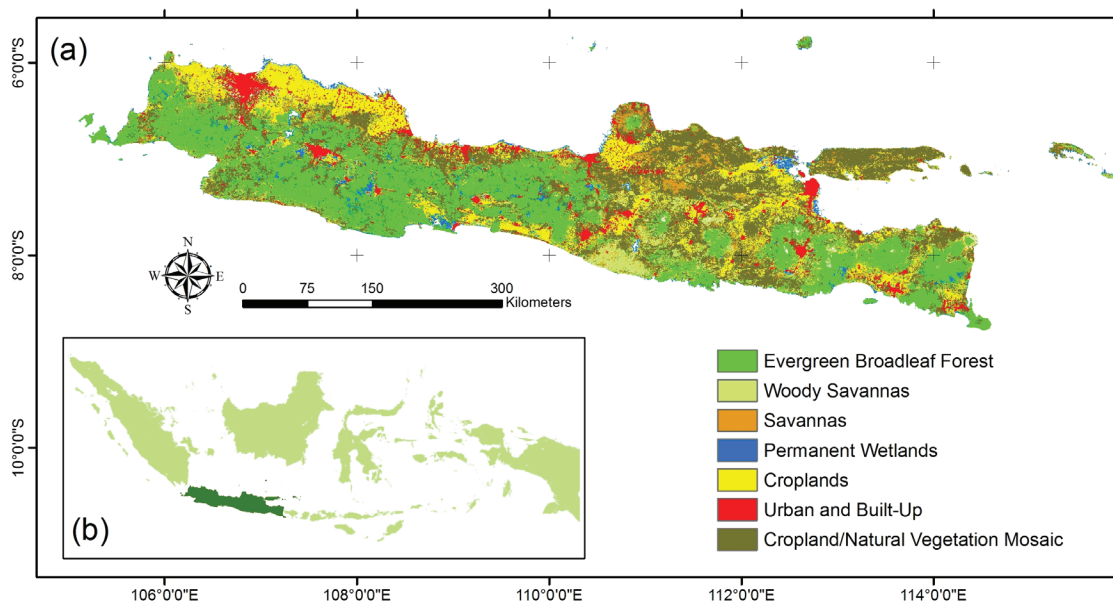 (a)
6°0'0"S
8°0'0"S
10°0'0"S
N
W E
S
0 75 150 300
Kilometers
Evergreen Broadleaf Forest
Woody Savannas
Savannas
Permanent Wetlands
Croplands
Urban and Built-Up
Cropland/Natural Vegetation Mosaic
(b)
106°0'0"E 108°0'0"E 110°0'0"E 112°0'0"E 114°0'0"E